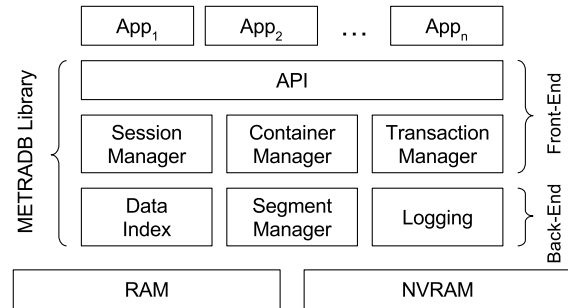 App1 App2 ... Appn
API
METRADB Library
Front-End
Session Manager
Container Manager
Transaction Manager
Data Index
Segment Manager
Logging
Back-End
RAM
NVRAM